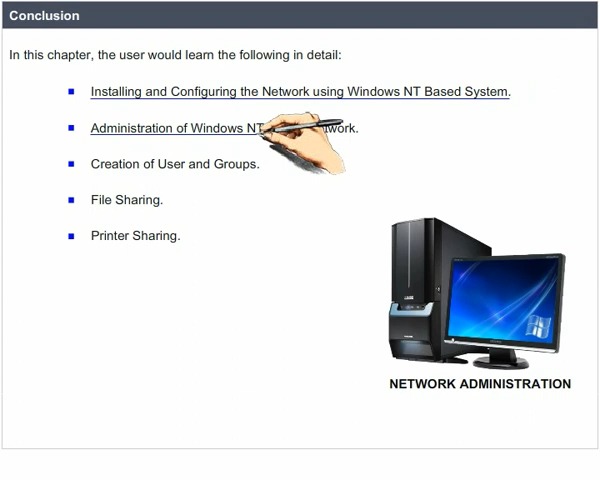 Conclusion
In this chapter, the user would learn the following in detail:
Installing and Configuring the Network using Windows NT Based System.
Administration of Windows NT work.
Creation of User and Groups.
File Sharing.
Printer Sharing.
NETWORK ADMINISTRATION